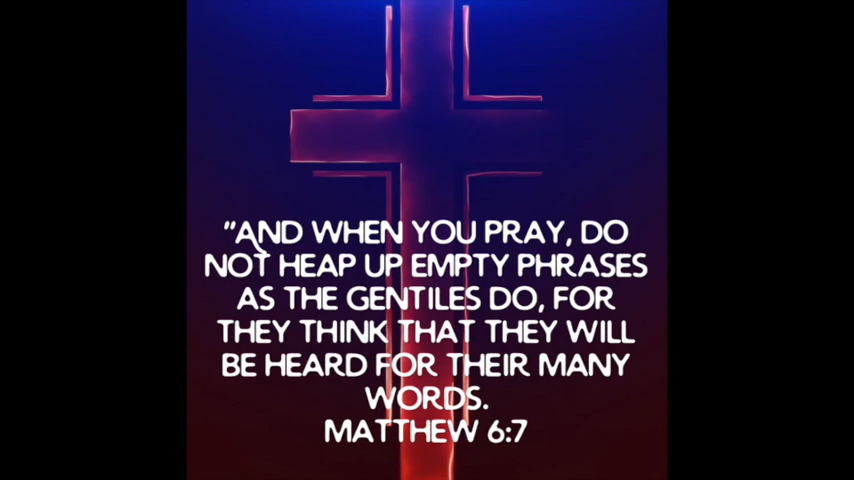 "AND WHEN YOU PRAY, DO
NOT HEAP UP EMPTY PHRASES
AS THE GENTILES DO, FOR
THEY THINK THAT THEY WILL
BE HEARD FOR THEIR MANY
WORDS.
MATTHEW 6:7